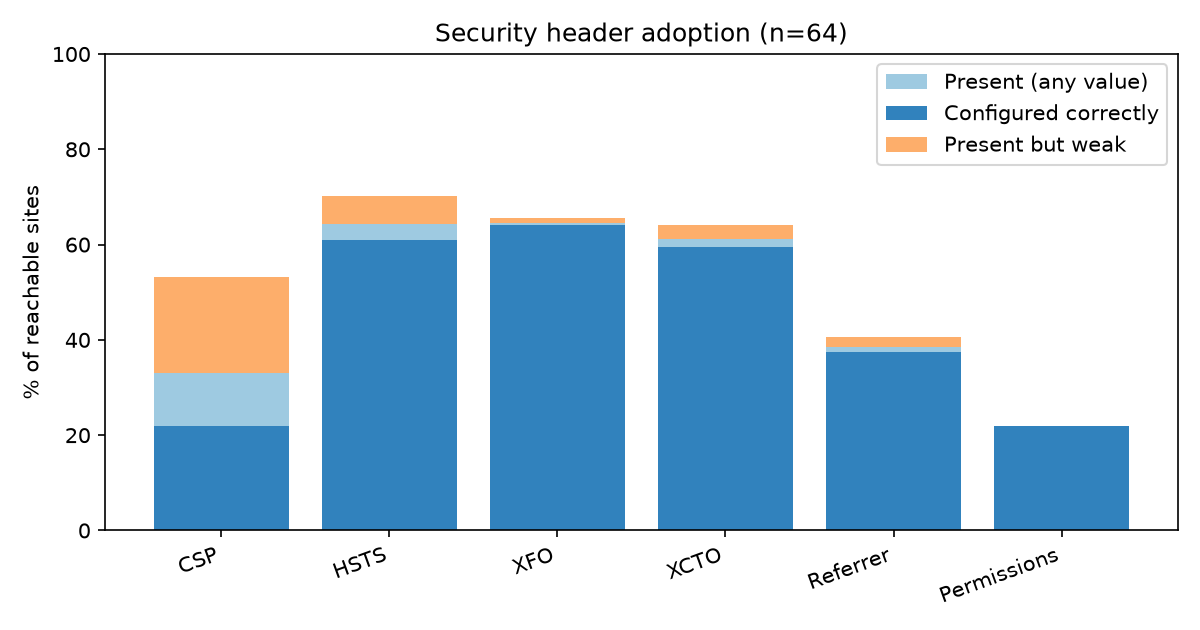 Security header adoption (n=64)
100
80
60
40
20
0
% of reachable sites
Present (any value)
Configured correctly
Present but weak
CSP
HSTS
XFO
XCTO
Referrer
Permissions